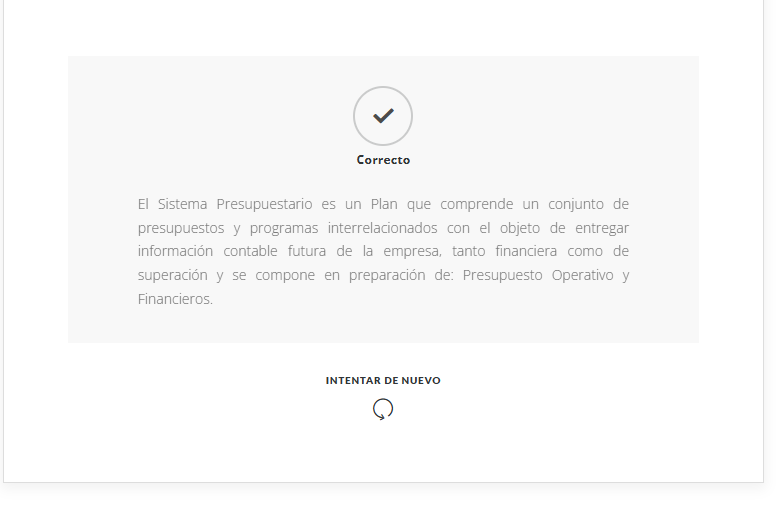 Correcto
El Sistema Presupuestario es un Plan que comprende un conjunto de
presupuestos y programas interrelacionados con el objeto de entregar
información contable futura de la empresa, tanto financiera como de
superación y se compone en preparación de: Presupuesto Operativo y
Financieros.
INTENTAR DE NUEVO